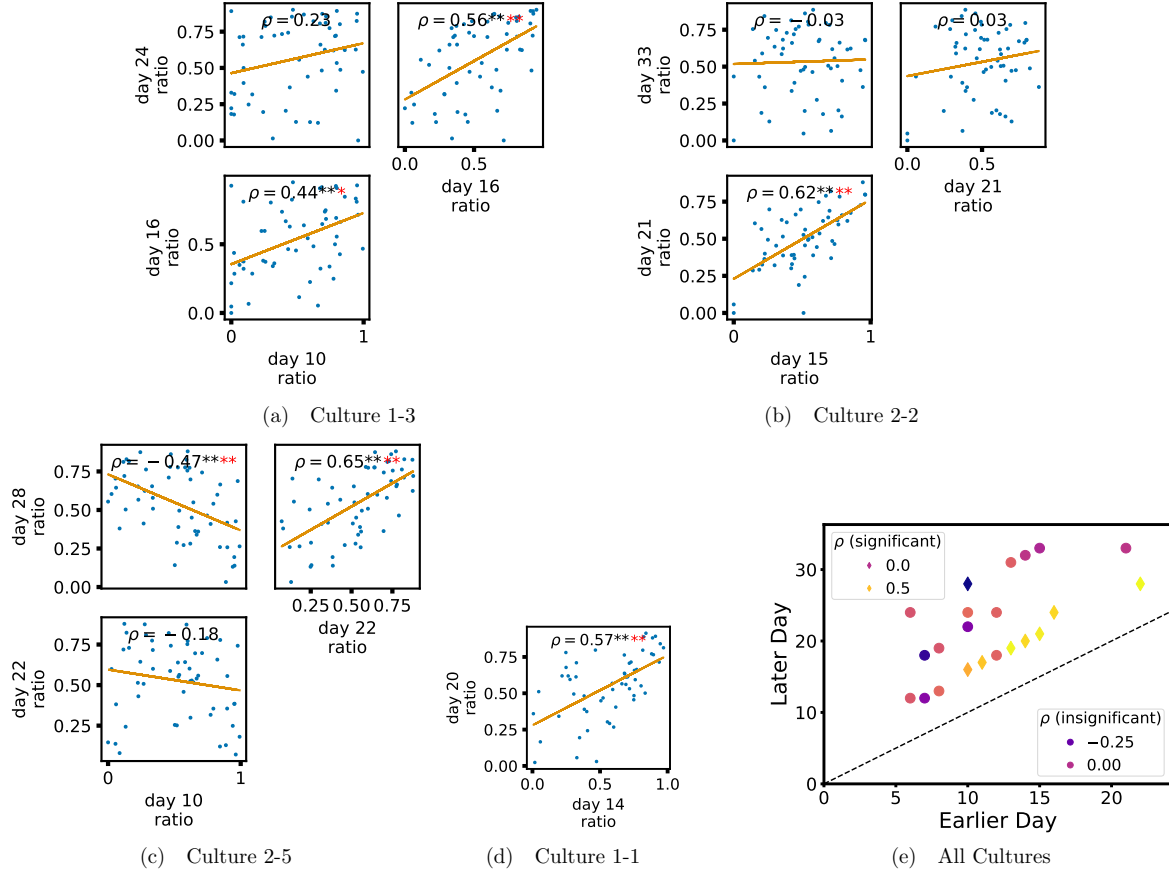 ρ = 0.23
day 24
ratio
0.75
0.50
0.25
0.00
ρ = 0.56****
0.0
0.5
day 16
ratio
ρ = 0.44***
day 16
ratio
0.5
0.0
0
1
day 10
ratio
(a) Culture 1-3
ρ = −0.03
day 33
ratio
0.75
0.50
0.25
0.00
ρ = 0.03
0.0
0.5
day 21
ratio
ρ = 0.62****
day 21
ratio
0.75
0.50
0.25
0.00
0
1
day 15
ratio
(b) Culture 2-2
ρ = −0.47****
day 28
ratio
0.75
0.50
0.25
0.00
ρ = 0.65****
0.25 0.50 0.75
day 22
ratio
ρ = −0.18
day 22
ratio
0.75
0.50
0.25
0
1
day 10
ratio
(c) Culture 2-5
ρ = 0.57****
day 20
ratio
0.75
0.50
0.25
0.00
0.0
0.5
1.0
day 14
ratio
(d) Culture 1-1
ρ (significant)
0.0
0.5
Later Day
30
20
10
0
ρ (insignificant)
−0.25
0.00
0 5 10 15 20
Earlier Day
(e) All Cultures